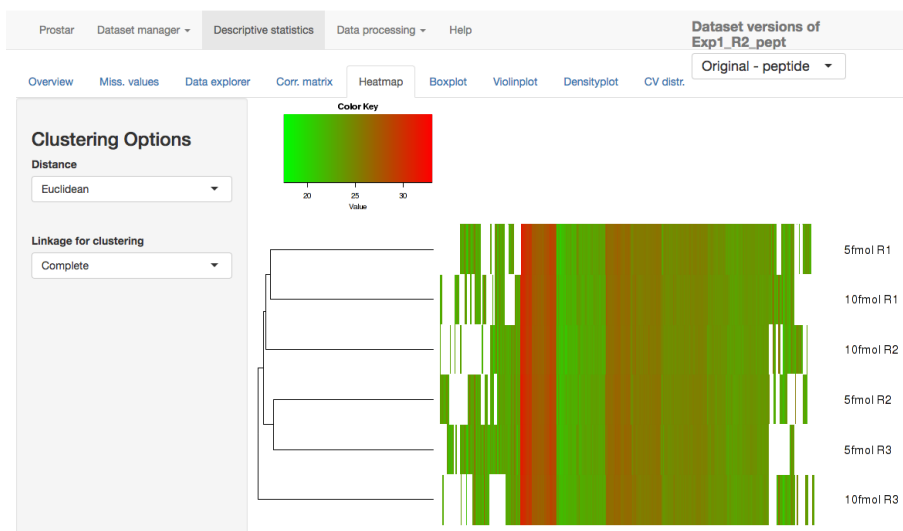 Prostar Dataset manager Descriptive statistics Data processing Help
Dataset versions of
Exp1_R2_pept
Original - peptide
Overview Miss. values Data explorer Corr. matrix Heatmap Boxplot Violinplot Densityplot CV distr.
Clustering Options
Distance
Euclidean
Linkage for clustering
Complete
Color Key
20 25 30
Value
5fmol R1
10fmol R1
10fmol R2
5fmol R2
5fmol R3
10fmol R3